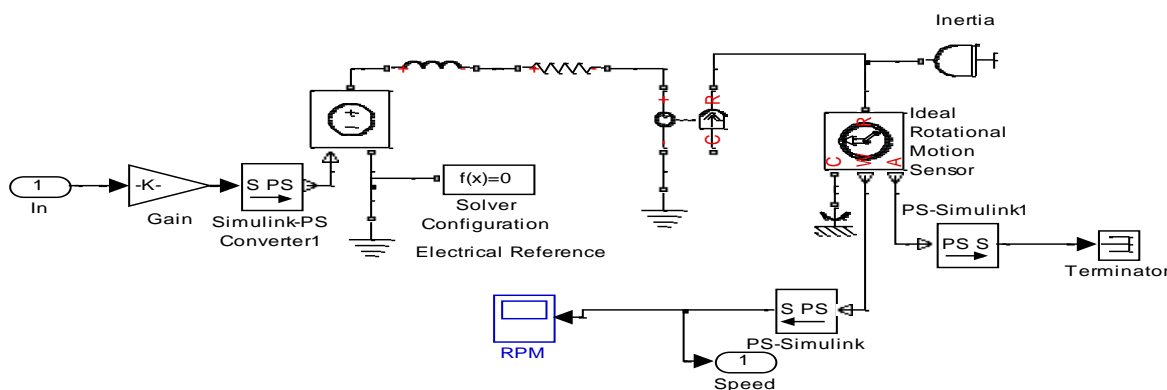 Inertia
+
-
+
-
+
-
+
-
R
C
Ideal
Rotational
Motion
Sensor
R
C
W
A
1
In
-K-
Gain
S PS
Simulink-PS
Converter1
f(x)=0
Solver
Configuration
Electrical Reference
PS-Simulink1
PS S
Terminator
RPM
S PS
PS-Simulink
1
Speed